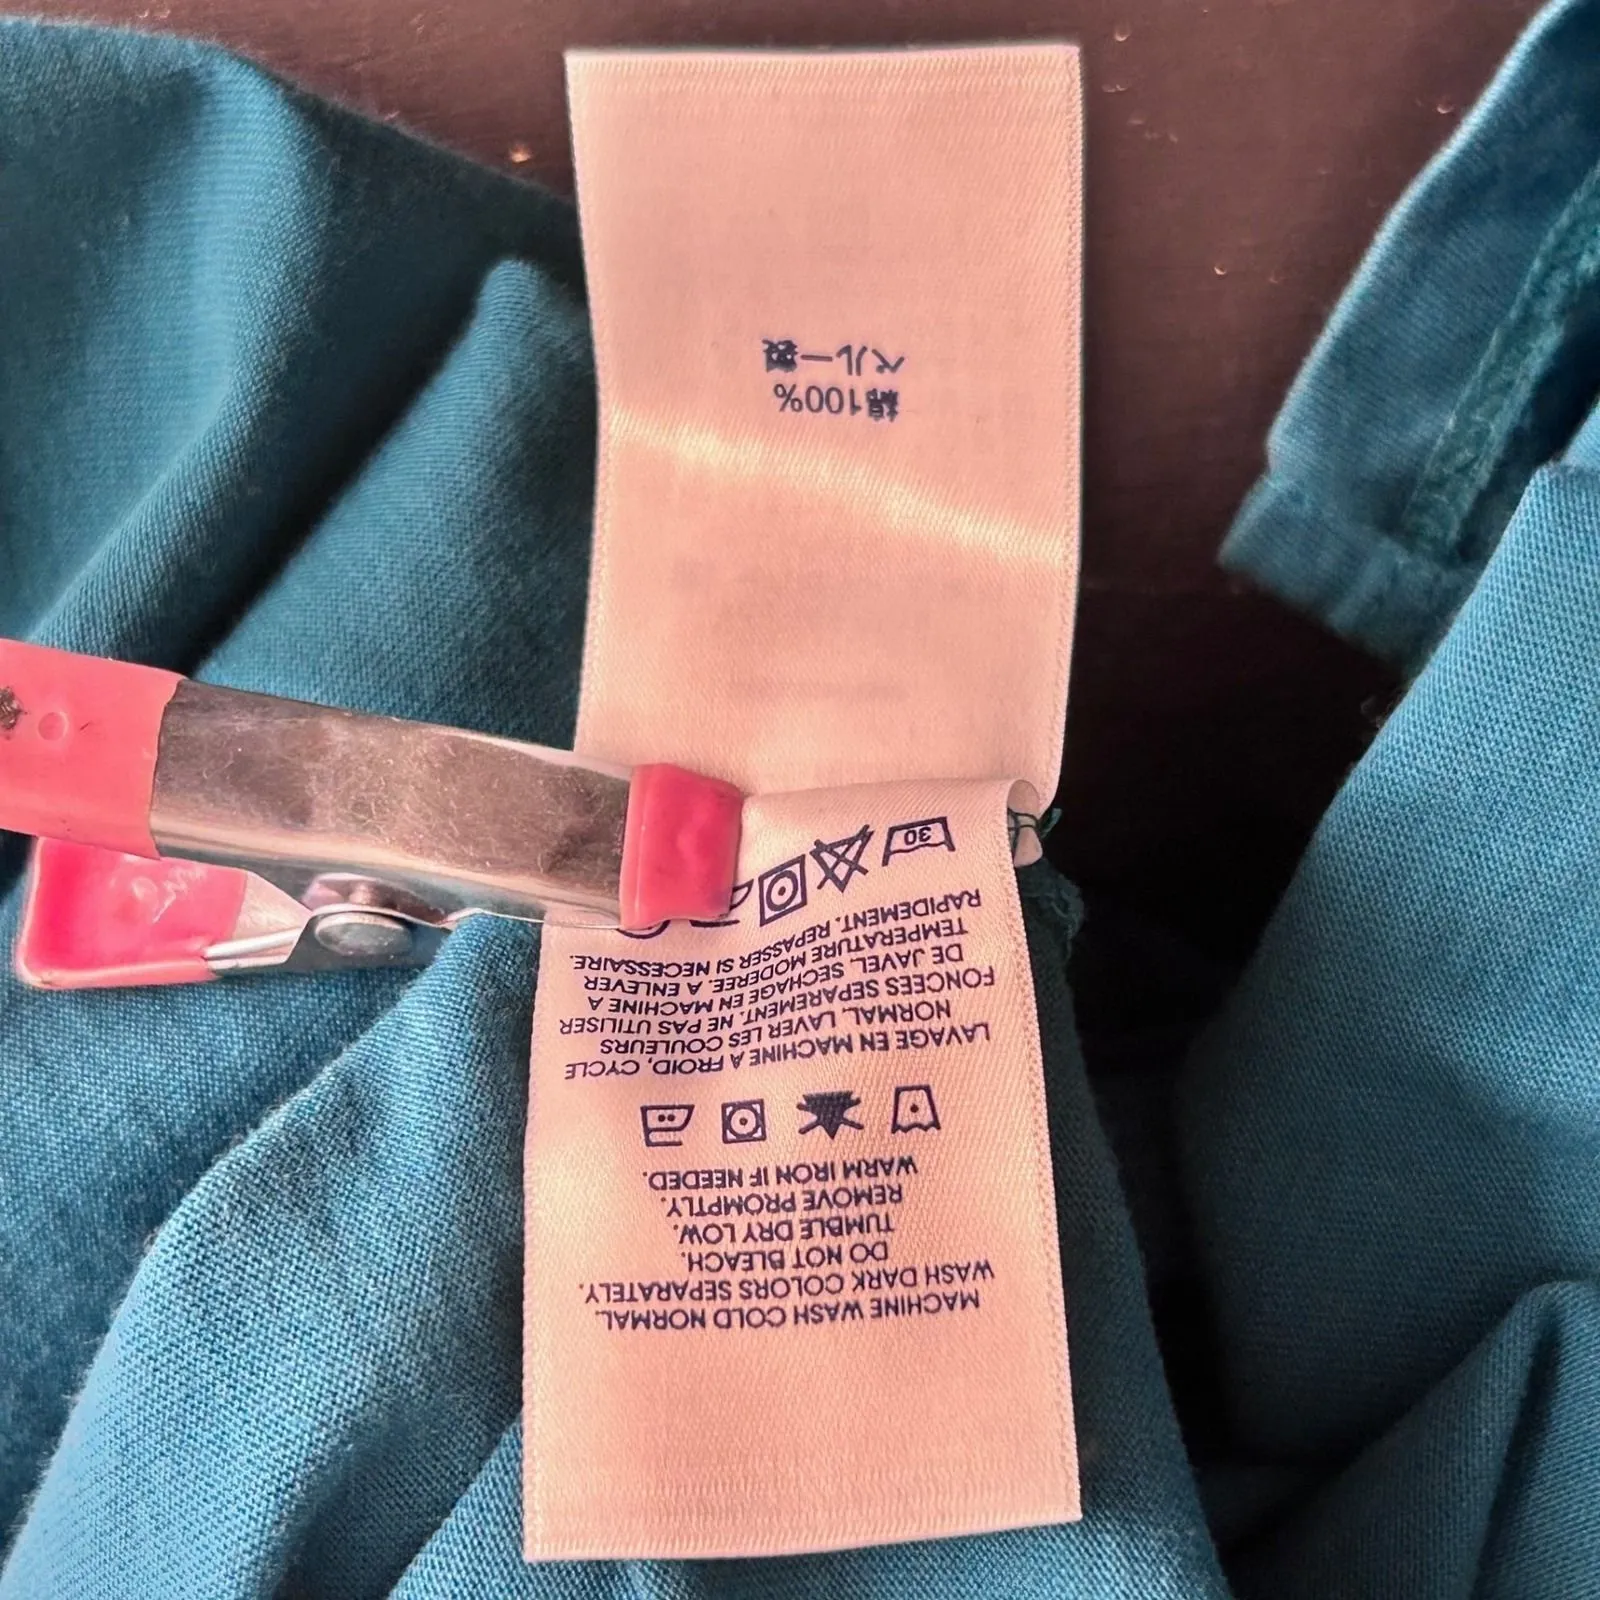 MACHINE WASH COLD NORMAL.
WASH DARK COLORS SEPARATELY.
DO NOT BLEACH.
TUMBLE DRY LOW.
REMOVE PROMPTLY.
WARM IRON IF NEEDED.
LAVAGE EN MACHINE A FROID, CYCLE
NORMAL. LAVER LES COULEURS
FONCEES SEPAREMENT. NE PAS UTILISER
DE JAVEL. SECHAGE EN MACHINE A
TEMPERATURE MODEREE. A ENLEVER
RAPIDEMENT. REPASSER SI NECESSAIRE.
30
綿100%
ペルー製